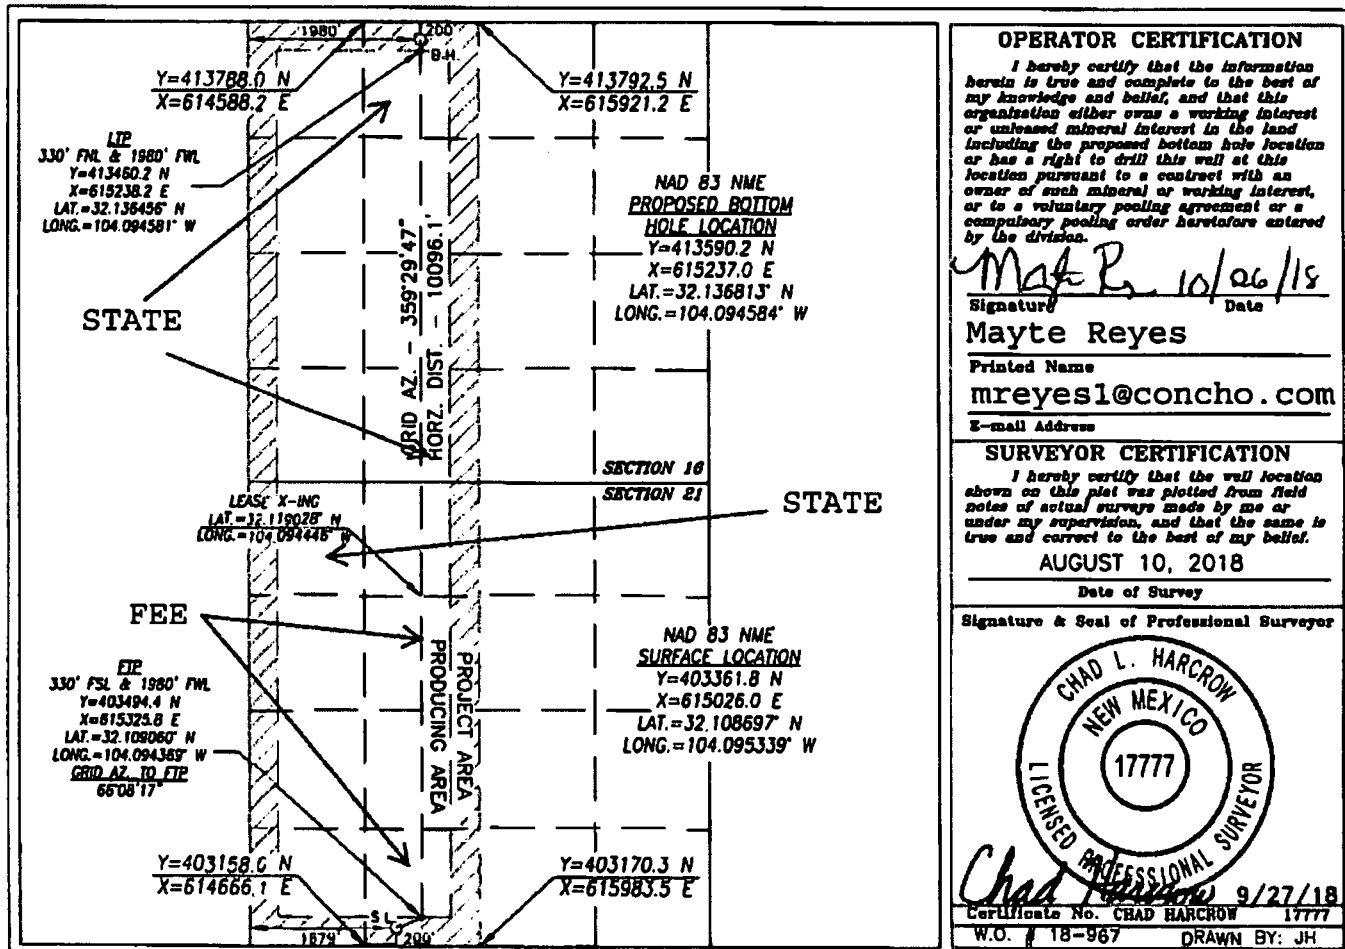 1980'
200'
B.H.
Y=413788.0 N
X=614588.2 E
Y=413792.5 N
X=615921.2 E
LTP
330' FNL & 1980' FWL
Y=413460.2 N
X=615238.2 E
LAT.=32.136456° N
LONG.=104.094581° W
NAD 83 NME
PROPOSED BOTTOM
HOLE LOCATION
Y=413590.2 N
X=615237.0 E
LAT.=32.136813° N
LONG.=104.094584° W
GRID AZ. - 359°29'47"
HORZ. DIST. - 10096.1'
STATE
SECTION 16
SECTION 21
LEASE X-ING
LAT.=32.119028° N
LONG.=104.094446° W
STATE
FEE
PROJECT AREA
PRODUCING AREA
FTP
330' FSL & 1980' FWL
Y=403494.4 N
X=615325.8 E
LAT.=32.109060° N
LONG.=104.094369° W
GRID AZ. TO FTP
66°08'17"
NAD 83 NME
SURFACE LOCATION
Y=403361.8 N
X=615026.0 E
LAT.=32.108697° N
LONG.=104.095339° W
Y=403158.0 N
X=614666.1 E
Y=403170.3 N
X=615983.5 E
S.L.
1879'
200'
OPERATOR CERTIFICATION
I hereby certify that the information
herein is true and complete to the best of
my knowledge and belief, and that this
organization either owns a working interest
or unleased mineral interest in the land
including the proposed bottom hole location
or has a right to drill this well at this
location pursuant to a contract with an
owner of such mineral or working interest,
or to a voluntary pooling agreement or a
compulsory pooling order heretofore entered
by the division.
10/06/18
Signature Date
Mayte Reyes
Printed Name
mreyes1@concho.com
E-mail Address
SURVEYOR CERTIFICATION
I hereby certify that the well location
shown on this plat was plotted from field
notes of actual surveys made by me or
under my supervision, and that the same is
true and correct to the best of my belief.
AUGUST 10, 2018
Date of Survey
Signature & Seal of Professional Surveyor
CHAD L. HARCROW
NEW MEXICO
17777
LICENSED PROFESSIONAL SURVEYOR
Chad Harcrow 9/27/18
Certificate No. CHAD HARCROW 17777
W.O. # 18-967 DRAWN BY: JH